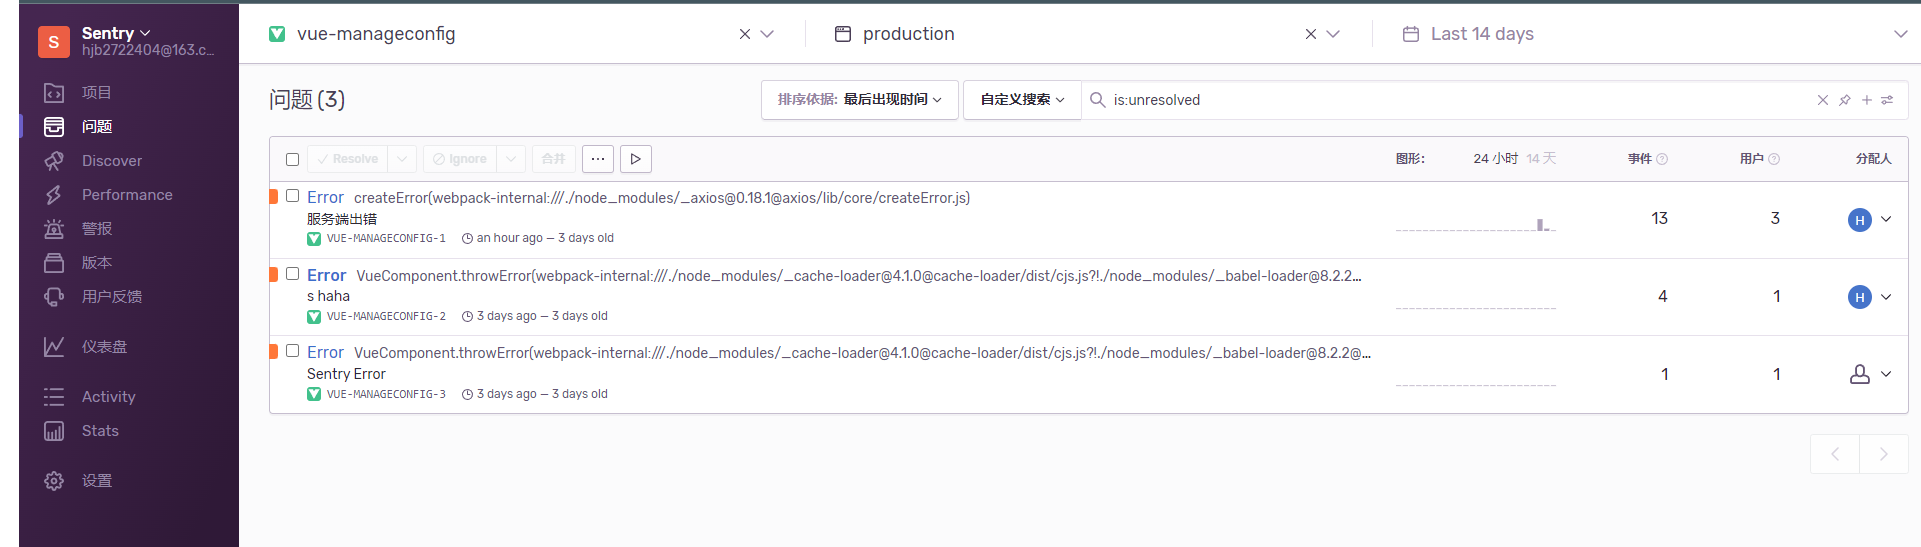 S
Sentry
hjb2722404@163.c...
项目
问题
Discover
Performance
警报
版本
用户反馈
仪表盘
Activity
Stats
设置
vue-manageconfig
production
Last 14 days
问题 (3)
排序依据: 最后出现时间
自定义搜索
is:unresolved
Resolve
Ignore
合并
图形:
24 小时 14 天
事件
用户
分配人
Error createError(webpack-internal:///./node_modules/_axios@0.18.1@axios/lib/core/createError.js)
服务端出错
VUE-MANAGECONFIG-1 an hour ago — 3 days old
13
3
H
Error VueComponent.throwError(webpack-internal:///./node_modules/_cache-loader@4.1.0@cache-loader/dist/cjs.js?!./node_modules/_babel-loader@8.2.2...
s haha
VUE-MANAGECONFIG-2 3 days ago — 3 days old
4
1
H
Error VueComponent.throwError(webpack-internal:///./node_modules/_cache-loader@4.1.0@cache-loader/dist/cjs.js?!./node_modules/_babel-loader@8.2.2@...
Sentry Error
VUE-MANAGECONFIG-3 3 days ago — 3 days old
1
1